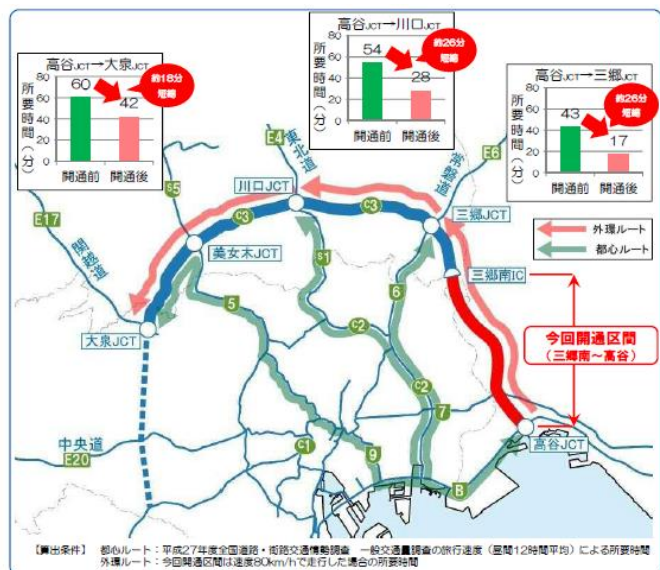 高谷JCT→大泉JCT
所要時間(分)
80
60
40
20
0
60
42
約18分
短縮
開通前
開通後
高谷JCT→川口JCT
所要時間(分)
80
60
40
20
0
54
28
約26分
短縮
開通前
開通後
高谷JCT→三郷JCT
所要時間(分)
80
60
40
20
0
43
17
約26分
短縮
開通前
開通後
E4
東北道
常磐道
E6
S5
E17
関越道
川口JCT
C3
C3
三郷JCT
美女木JCT
外環ルート
都心ルート
三郷南IC
S1
6
5
大泉JCT
C2
今回開通区間
(三郷南~高谷)
C2
7
中央道
E20
C1
9
高谷JCT
B
【算出条件】 都心ルート:平成27年度全国道路・街路交通情勢調査 一般交通量調査の旅行速度(昼間12時間平均)による所要時間
外環ルート:今回開通区間は速度80km/hで走行した場合の所要時間